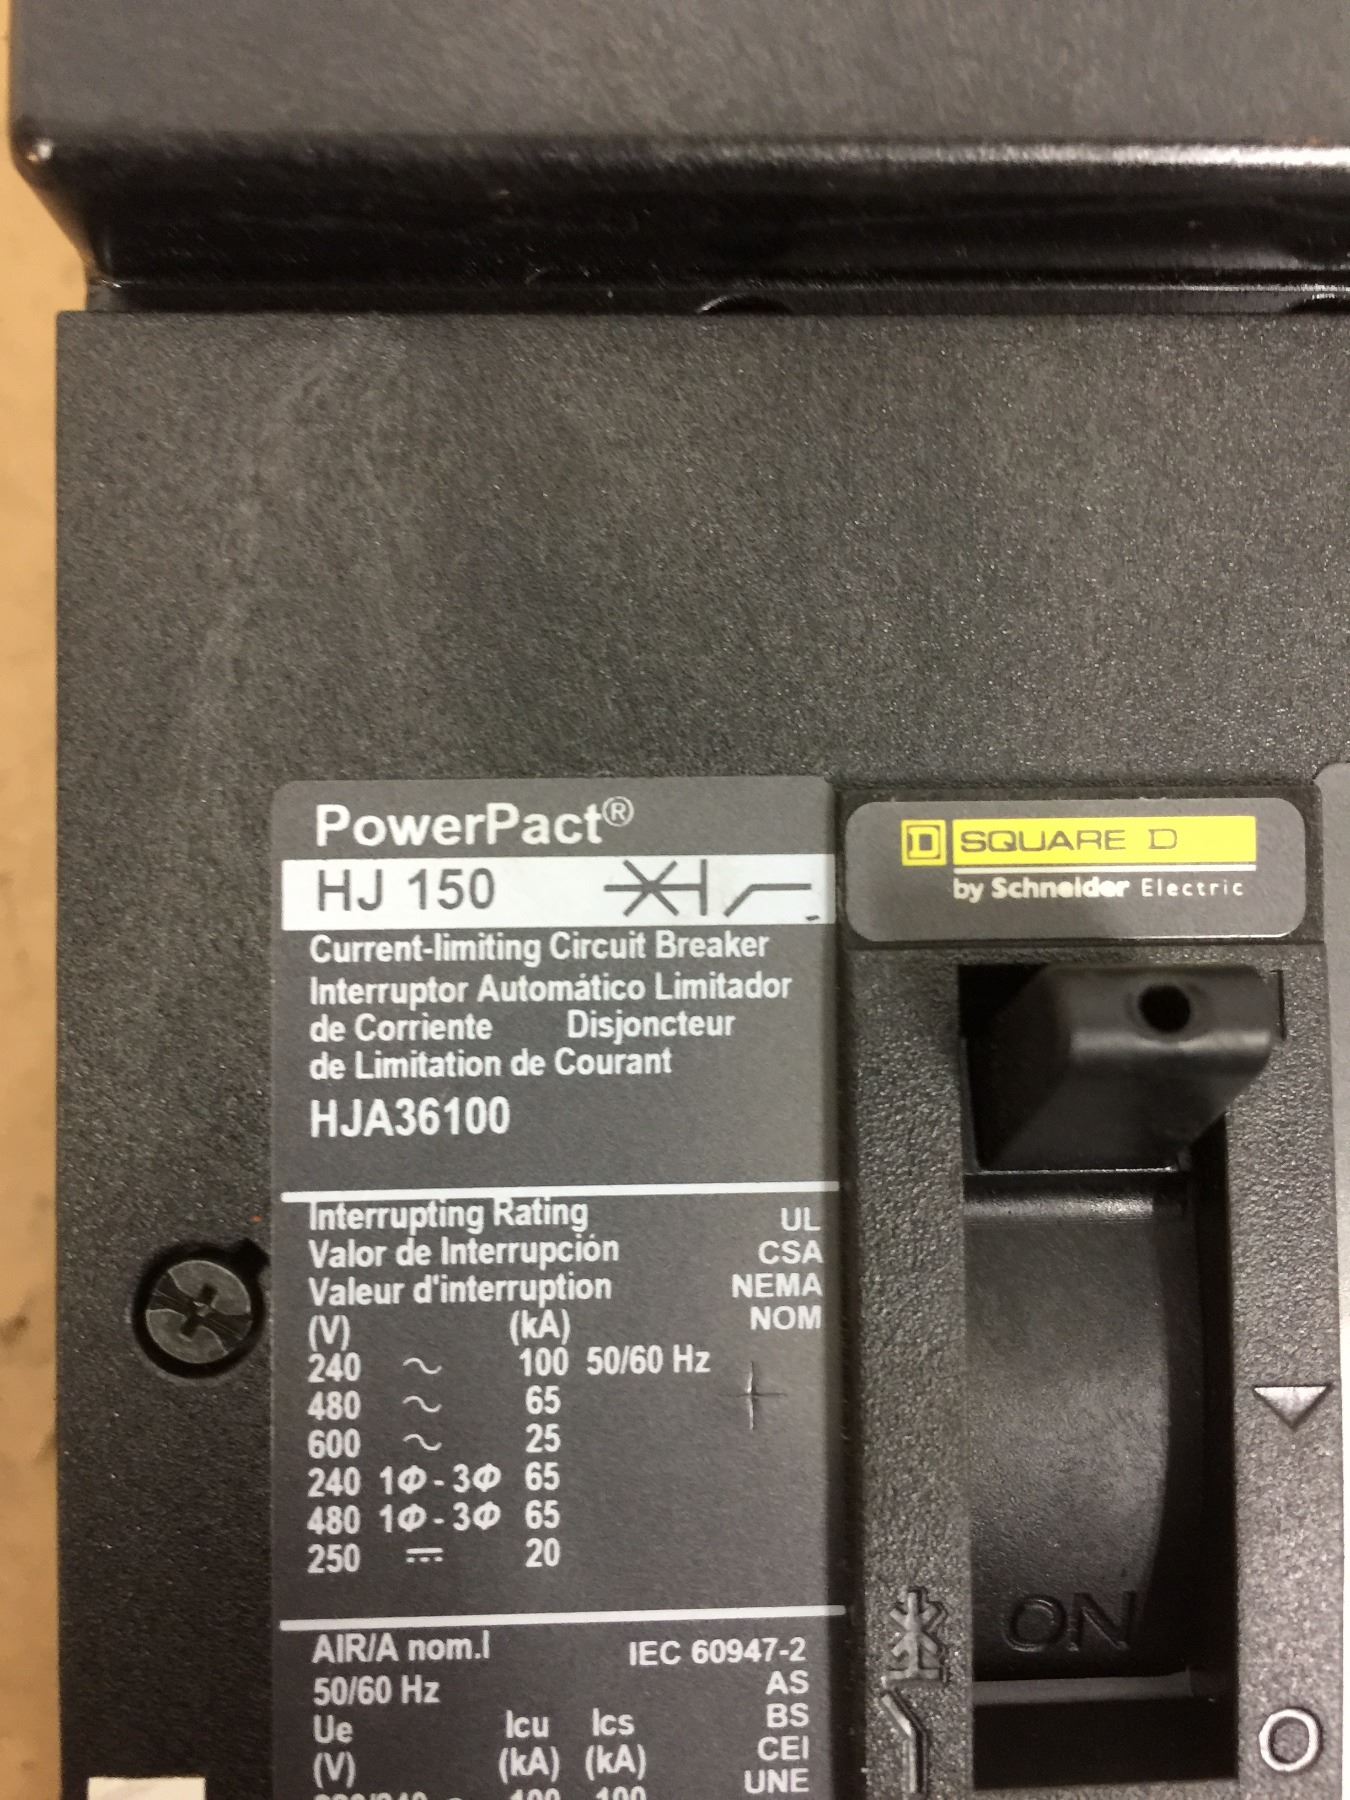 PowerPact®
HJ 150
Current-limiting Circuit Breaker
Interruptor Automático Limitador
de Corriente Disjoncteur
de Limitation de Courant
HJA36100
Interrupting Rating UL
Valor de Interrupción CSA
Valeur d'interruption NEMA
(V) (kA) NOM
240 ~ 100 50/60 Hz
480 ~ 65
600 ~ 25
240 1Φ - 3Φ 65
480 1Φ - 3Φ 65
250 ⎓ 20
AIR/A nom.I IEC 60947-2
50/60 Hz AS
Ue Icu Ics BS
(V) (kA) (kA) CEI
UNE
D SQUARE D
by Schneider Electric
ON
O